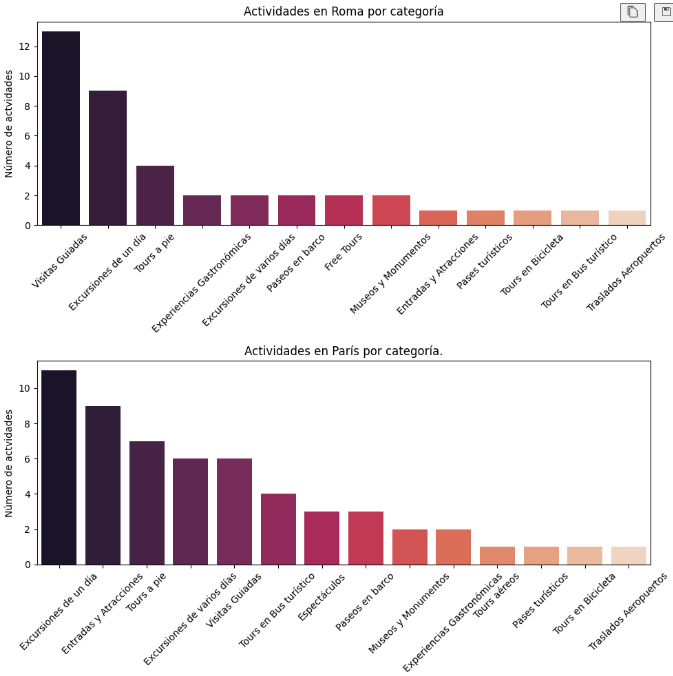 Actividades en Roma por categoría
Número de actvidades
12
10
8
6
4
2
0
Visitas Guiadas
Excursiones de un día
Tours a pie
Experiencias Gastronómicas
Excursiones de varios días
Paseos en barco
Free Tours
Museos y Monumentos
Entradas y Atracciones
Pases turísticos
Tours en Bicicleta
Tours en Bus turístico
Traslados Aeropuertos
Actividades en París por categoría.
Número de actvidades
10
8
6
4
2
0
Excursiones de un día
Entradas y Atracciones
Tours a pie
Excursiones de varios días
Visitas Guiadas
Tours en Bus turístico
Espectáculos
Paseos en barco
Museos y Monumentos
Experiencias Gastronómicas
Tours aéreos
Pases turísticos
Tours en Bicicleta
Traslados Aeropuertos